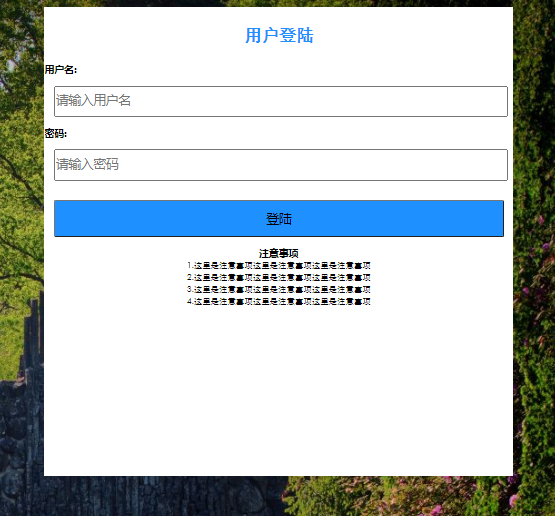 用户登陆
用户名:
请输入用户名
密码:
请输入密码
登陆
注意事项
1.这里是注意事项这里是注意事项这里是注意事项
2.这里是注意事项这里是注意事项这里是注意事项
3.这里是注意事项这里是注意事项这里是注意事项
4.这里是注意事项这里是注意事项这里是注意事项